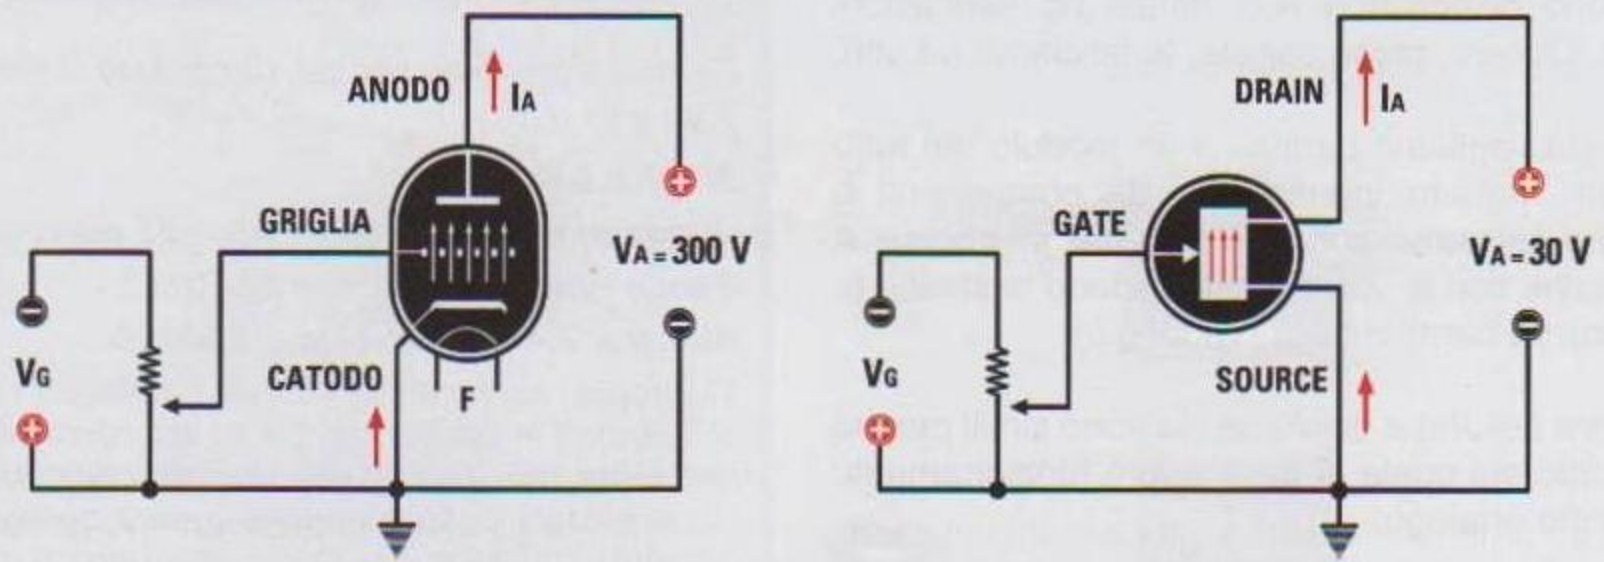 ANODO
IA
GRIGLIA
VA = 300 V
VG
CATODO
F
DRAIN
IA
GATE
VA = 30 V
VG
SOURCE